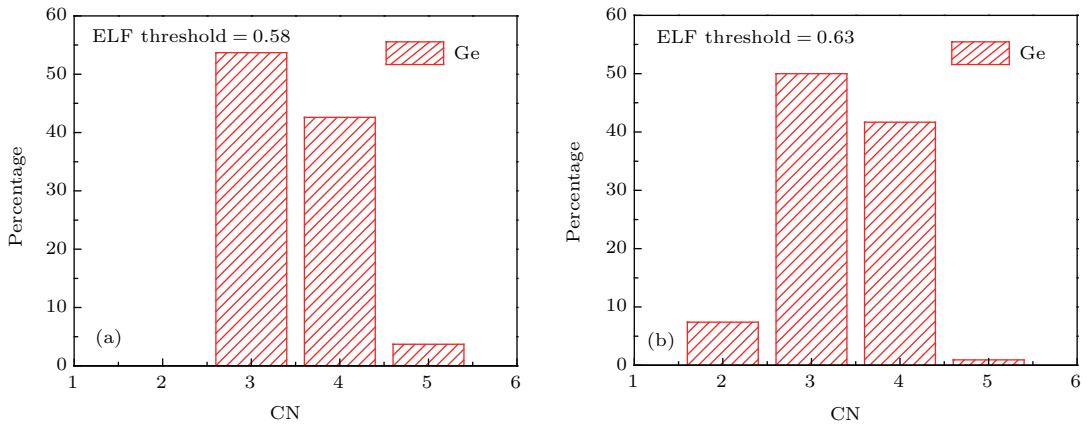 60
50
40
30
20
10
0
Percentage
ELF threshold = 0.58
Ge
(a)
1 2 3 4 5 6
CN
60
50
40
30
20
10
0
Percentage
ELF threshold = 0.63
Ge
(b)
1 2 3 4 5 6
CN